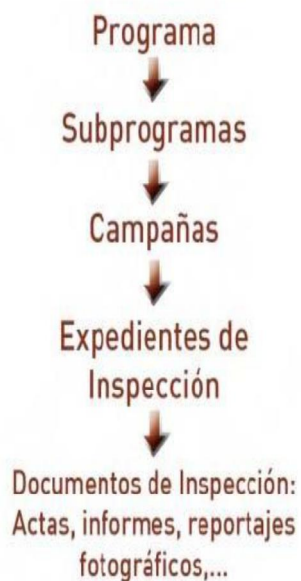 Programa
Subprogramas
Campañas
Expedientes de
Inspección
Documentos de Inspección:
Actas, informes, reportajes
fotográficos,...